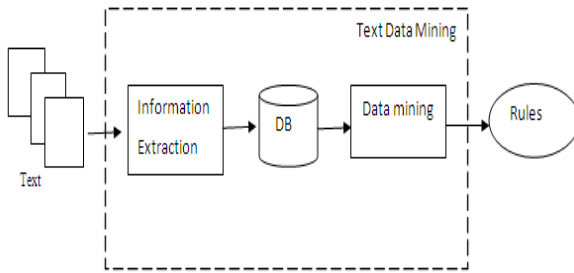 Text Data Mining
Text
Information
Extraction
DB
Data mining
Rules